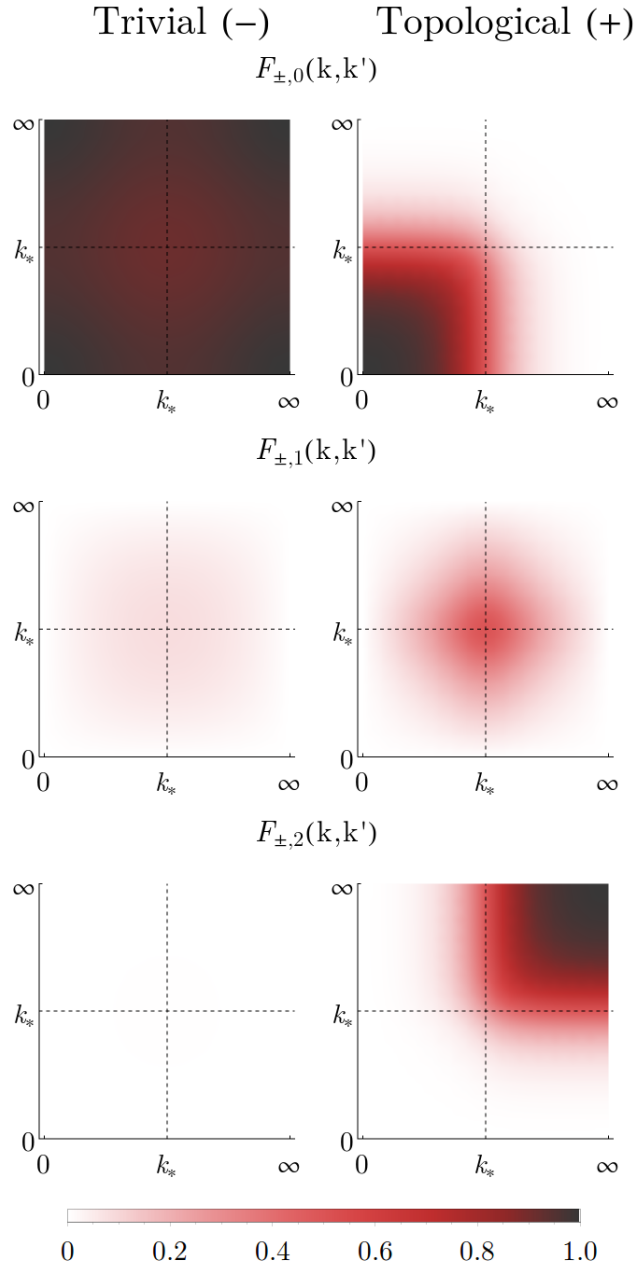 Trivial (−) Topological (+)
F±,0(k,k')
∞ ∞
k* k*
0 0
0 k* ∞ 0 k* ∞
F±,1(k,k')
∞ ∞
k* k*
0 0
0 k* ∞ 0 k* ∞
F±,2(k,k')
∞ ∞
k* k*
0 0
0 k* ∞ 0 k* ∞
0 0.2 0.4 0.6 0.8 1.0